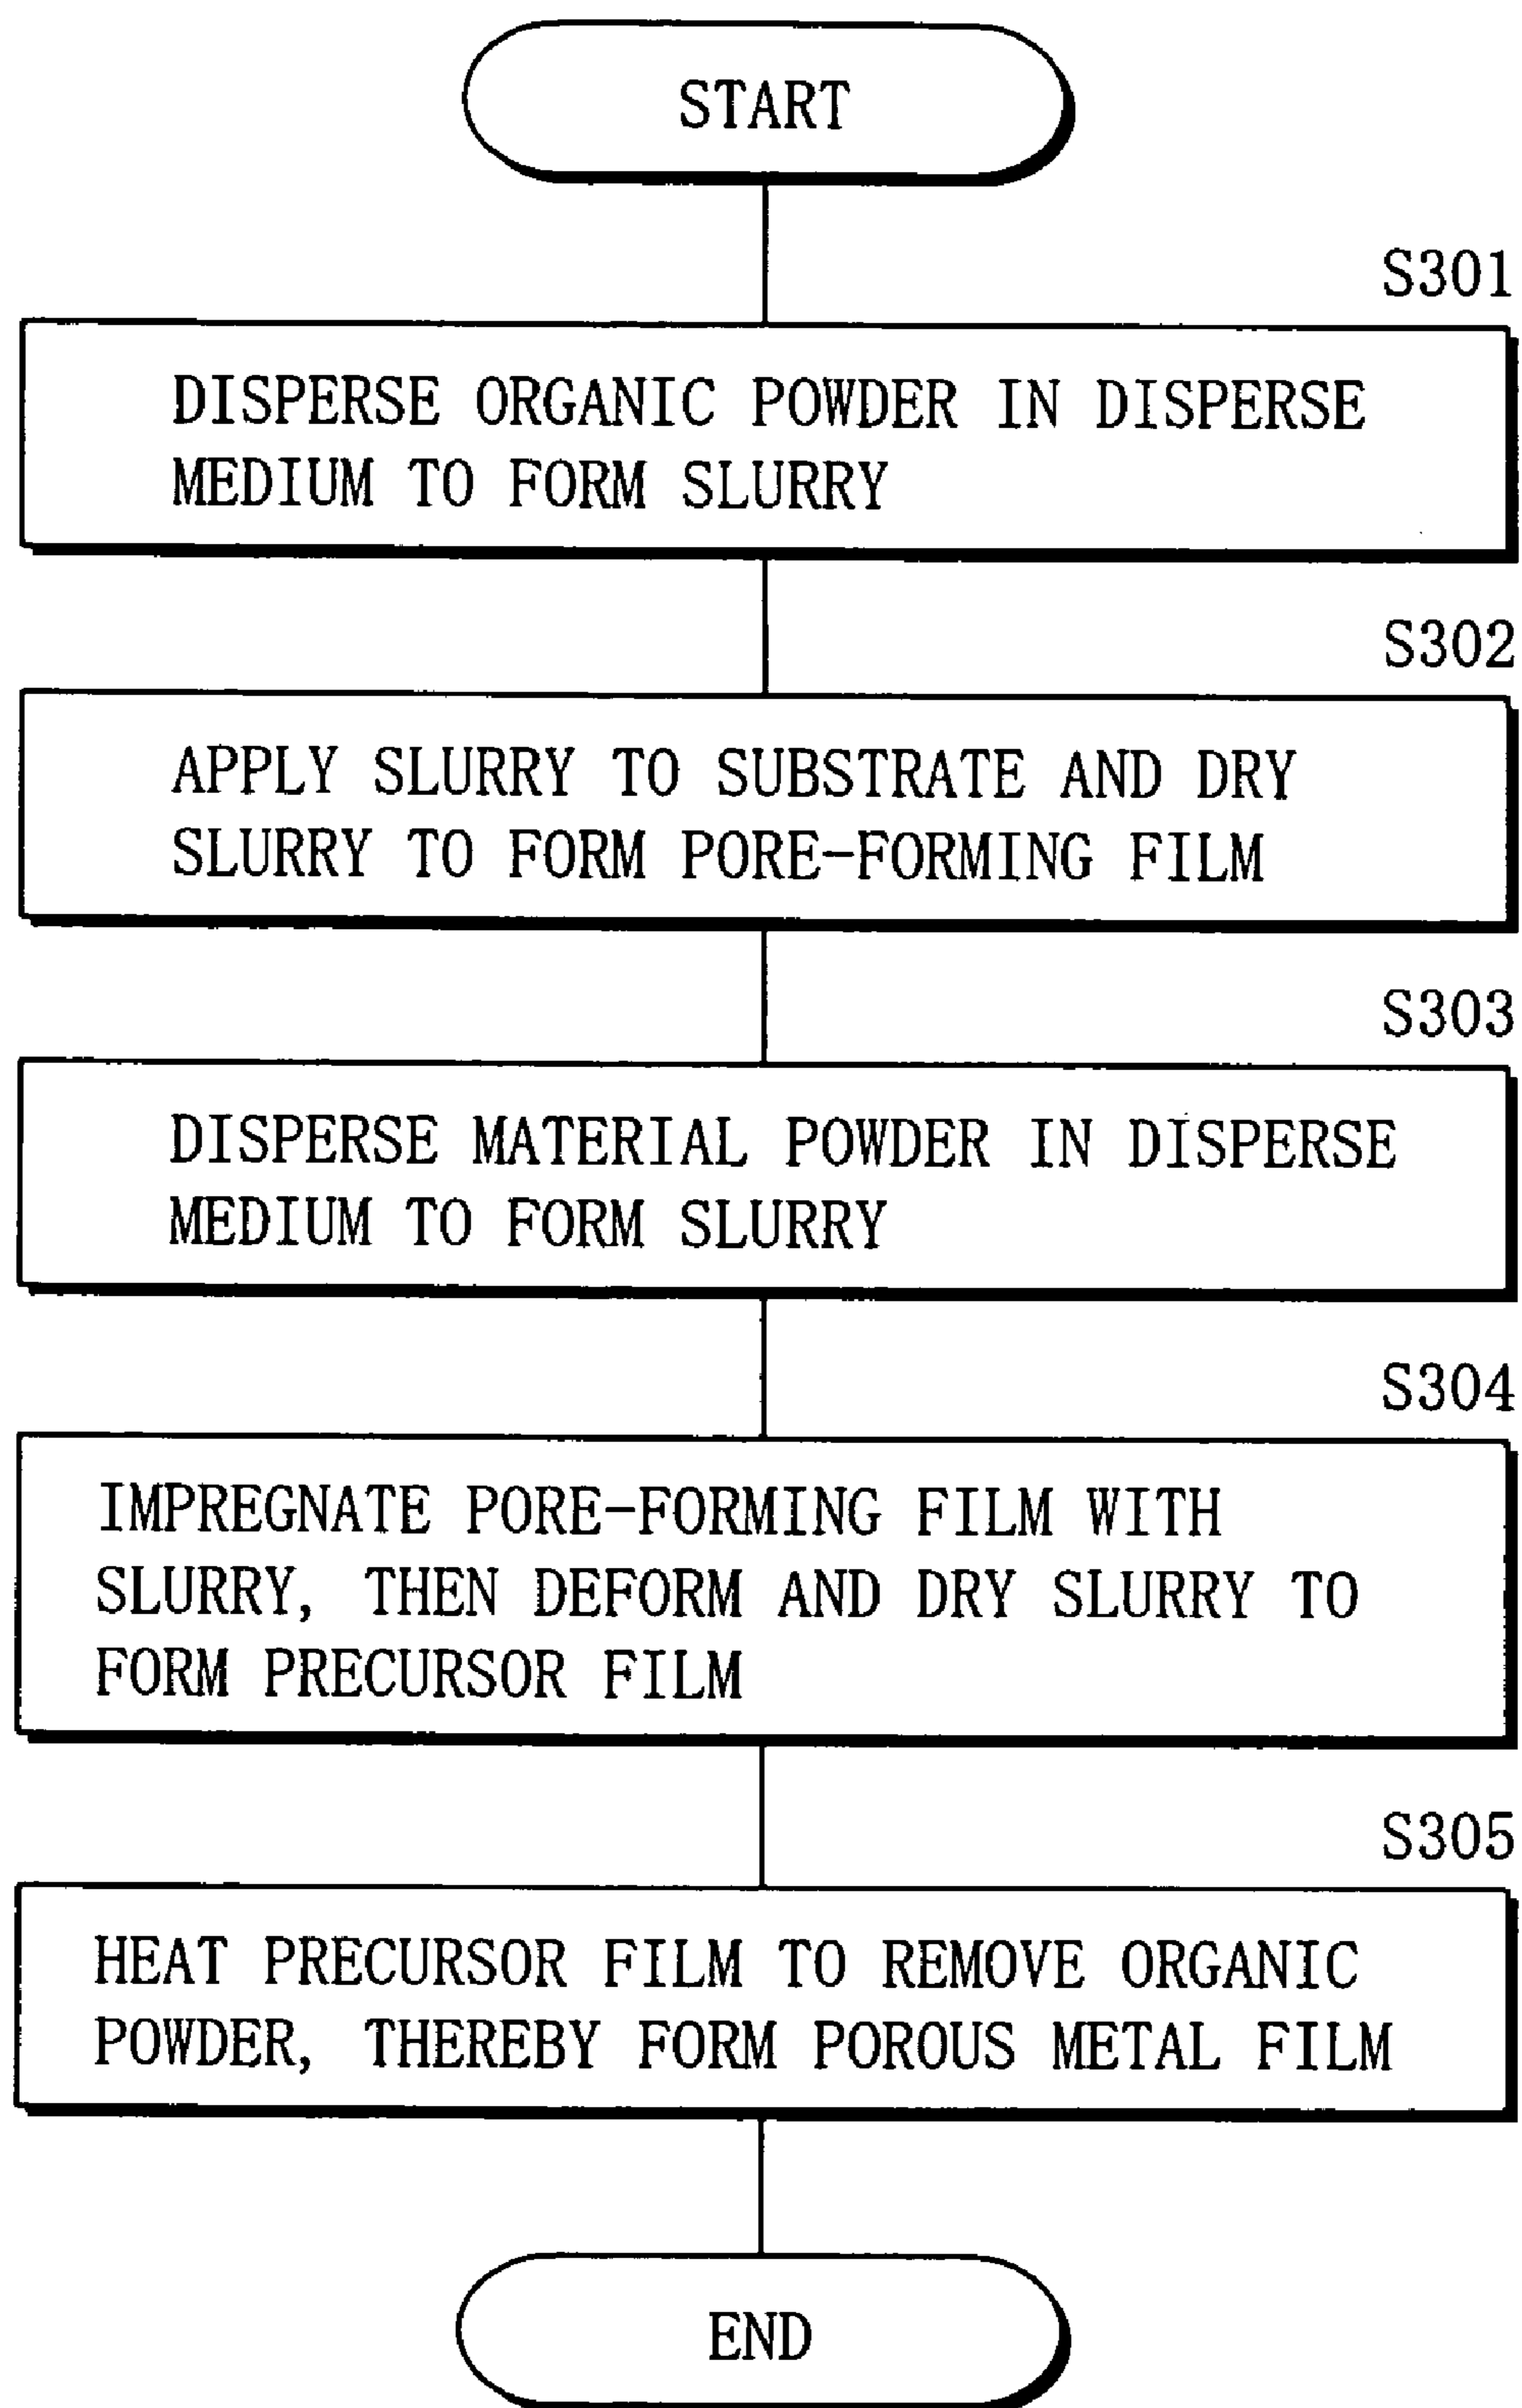 START
S301
DISPERSE ORGANIC POWDER IN DISPERSE
MEDIUM TO FORM SLURRY
S302
APPLY SLURRY TO SUBSTRATE AND DRY
SLURRY TO FORM PORE-FORMING FILM
S303
DISPERSE MATERIAL POWDER IN DISPERSE
MEDIUM TO FORM SLURRY
S304
IMPREGNATE PORE-FORMING FILM WITH
SLURRY, THEN DEFORM AND DRY SLURRY TO
FORM PRECURSOR FILM
S305
HEAT PRECURSOR FILM TO REMOVE ORGANIC
POWDER, THEREBY FORM POROUS METAL FILM
END